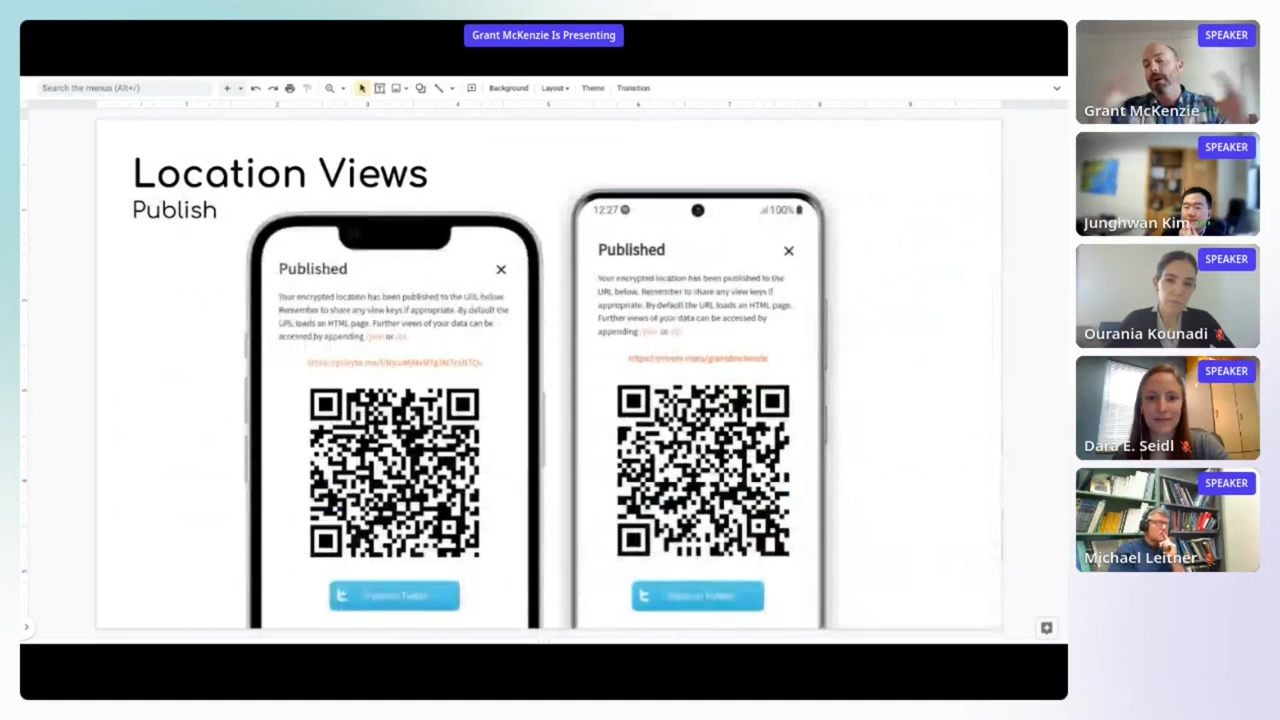 Grant McKenzie Is Presenting
Search the menus (Alt+/)
Background
Layout
Theme
Transition
Location Views
Publish
Published
Your encrypted location has been published to the URL below.
Remember to share any view keys if appropriate. By default the
URL loads an HTML page. Further views of your data can be
accessed by appending /json or
12:27
100%
Published
Your encrypted location has been published to the
URL below. Remember to share any view keys if
appropriate. By default the URL loads an HTML page.
Further views of your data can be accessed by
appending /json or
SPEAKER
Grant McKenzie
SPEAKER
Junghwan Kim
SPEAKER
Ourania Kounadi
SPEAKER
Dara E. Seidl
SPEAKER
Michael Leitner